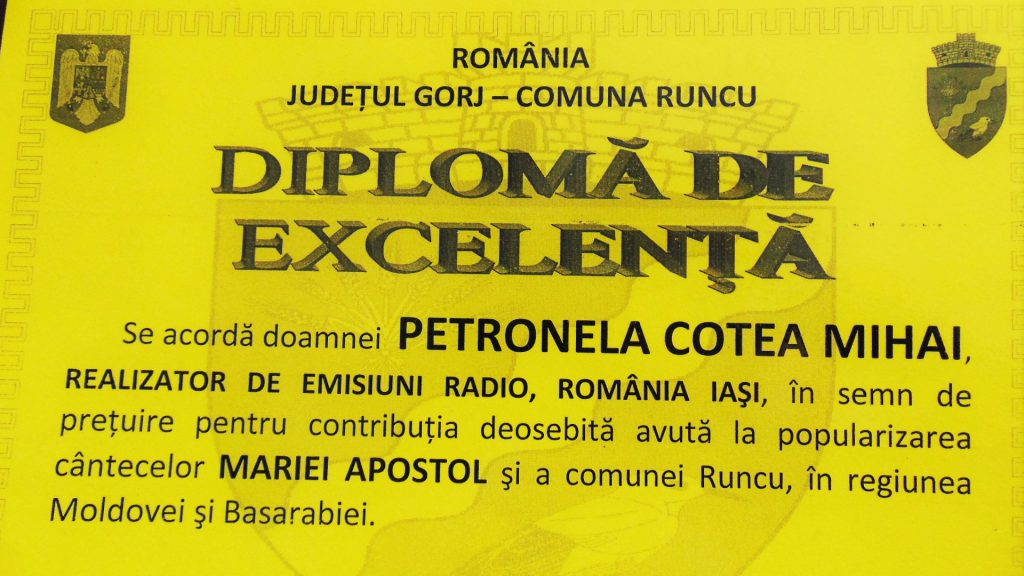 ROMÂNIA
JUDEȚUL GORJ – COMUNA RUNCU
DIPLOMĂ DE
EXCELENŢĂ
Se acordă doamnei PETRONELA COTEA MIHAI,
REALIZATOR DE EMISIUNI RADIO, ROMÂNIA IAŞI, în semn de
prețuire pentru contribuția deosebită avută la popularizarea
cântecelor MARIEI APOSTOL şi a comunei Runcu, în regiunea
Moldovei şi Basarabiei.